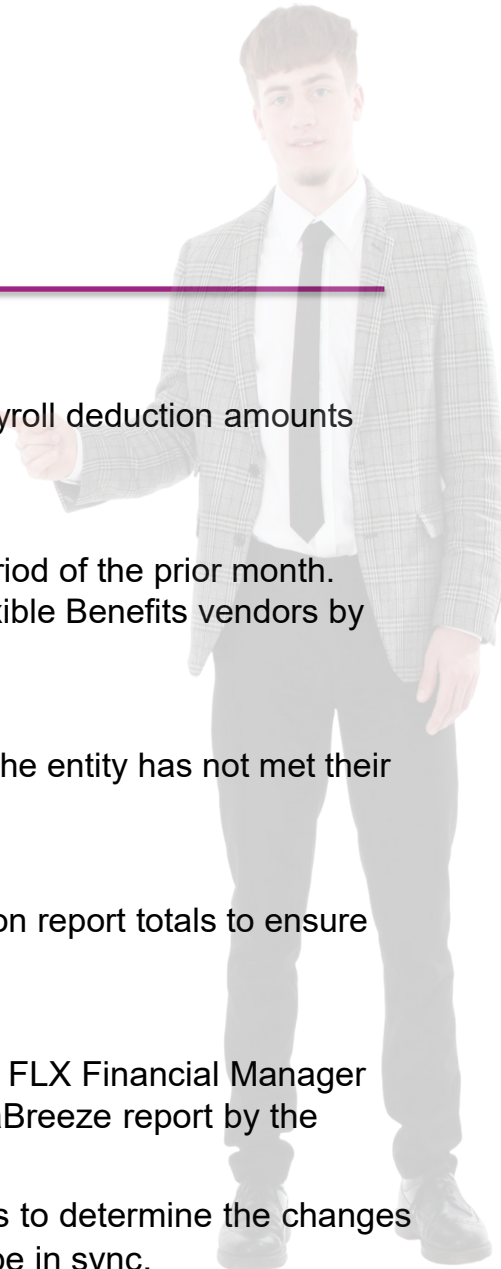 yroll deduction amounts
riod of the prior month.
xible Benefits vendors by
he entity has not met their
on report totals to ensure
FLX Financial Manager
aBreeze report by the
s to determine the changes
be in sync.